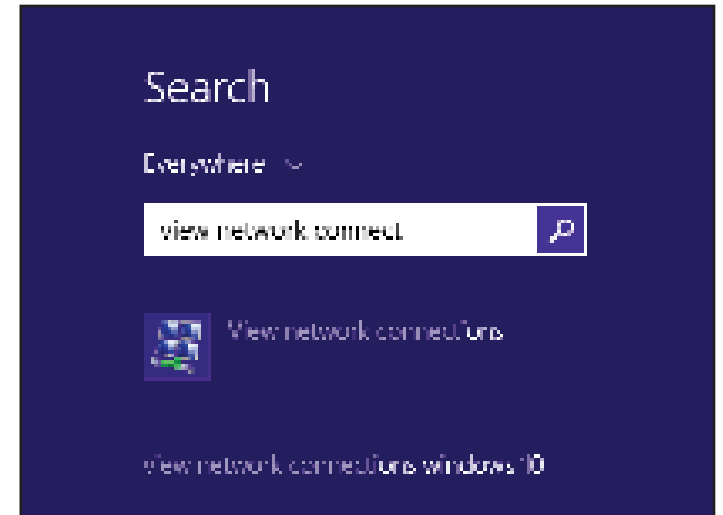 Search
Everywhere
view network connect
View network connections
view network connections windows 10